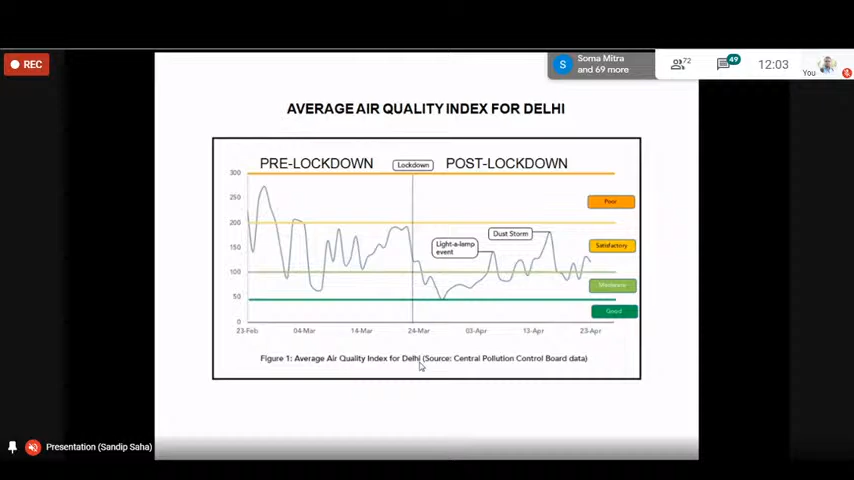 REC
S
Soma Mitra
and 69 more
72
49
12:03
You
AVERAGE AIR QUALITY INDEX FOR DELHI
PRE-LOCKDOWN
Lockdown
POST-LOCKDOWN
300
250
200
150
100
50
0
Poor
Satisfactory
Good
Light-a-lamp
event
Dust Storm
23-Feb
04-Mar
14-Mar
24-Mar
03-Apr
13-Apr
23-Apr
Figure 1: Average Air Quality Index for Delhi (Source: Central Pollution Control Board data)
Presentation (Sandip Saha)